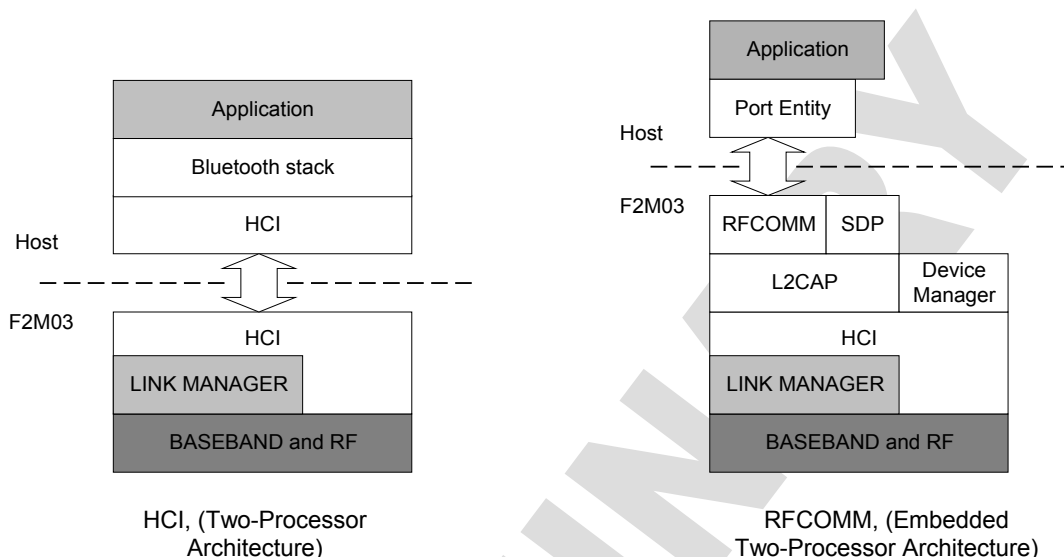 Application
Bluetooth stack
HCI
Host
F2M03
HCI
LINK MANAGER
BASEBAND and RF
HCI, (Two-Processor
Architecture)
Application
Port Entity
Host
F2M03
RFCOMM
SDP
L2CAP
Device
Manager
HCI
LINK MANAGER
BASEBAND and RF
RFCOMM, (Embedded
Two-Processor Architecture)